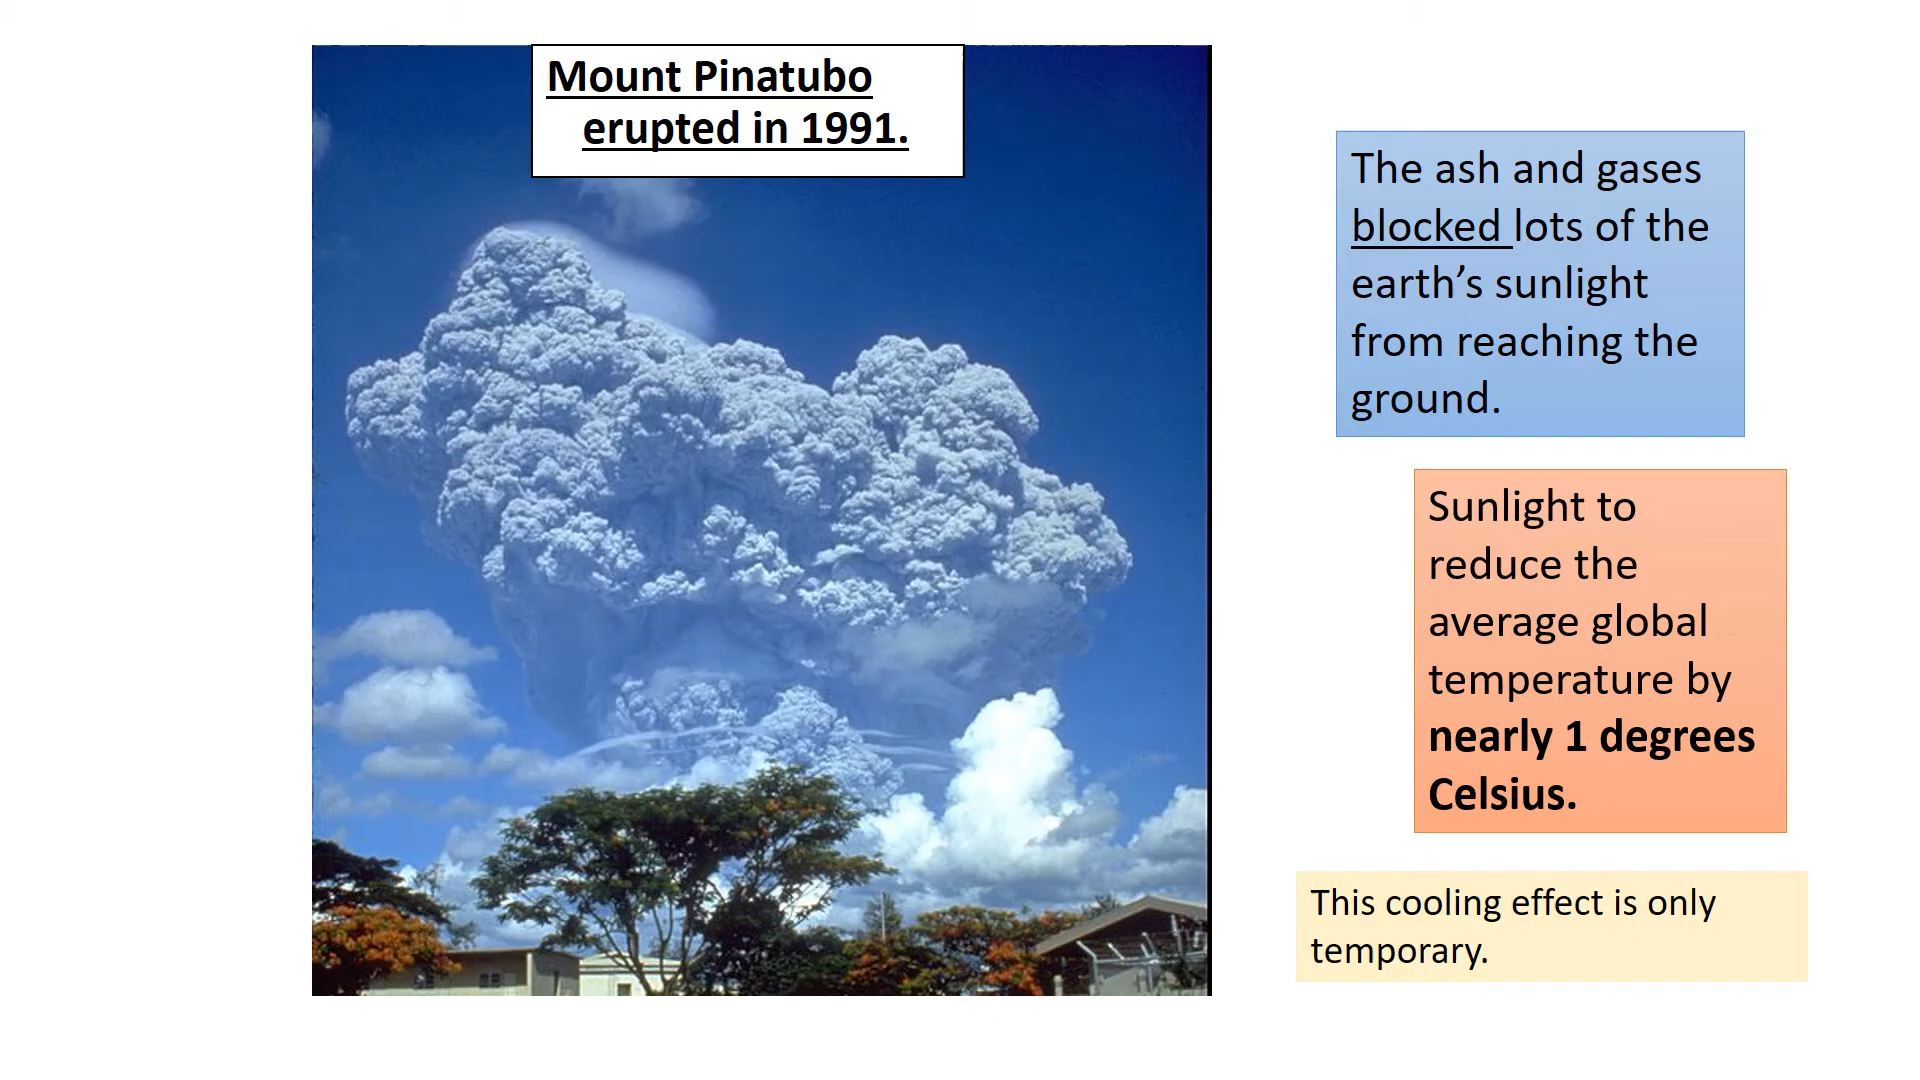 Mount Pinatubo
erupted in 1991.
The ash and gases
blocked lots of the
earth’s sunlight
from reaching the
ground.
Sunlight to
reduce the
average global
temperature by
nearly 1 degrees
Celsius.
This cooling effect is only
temporary.